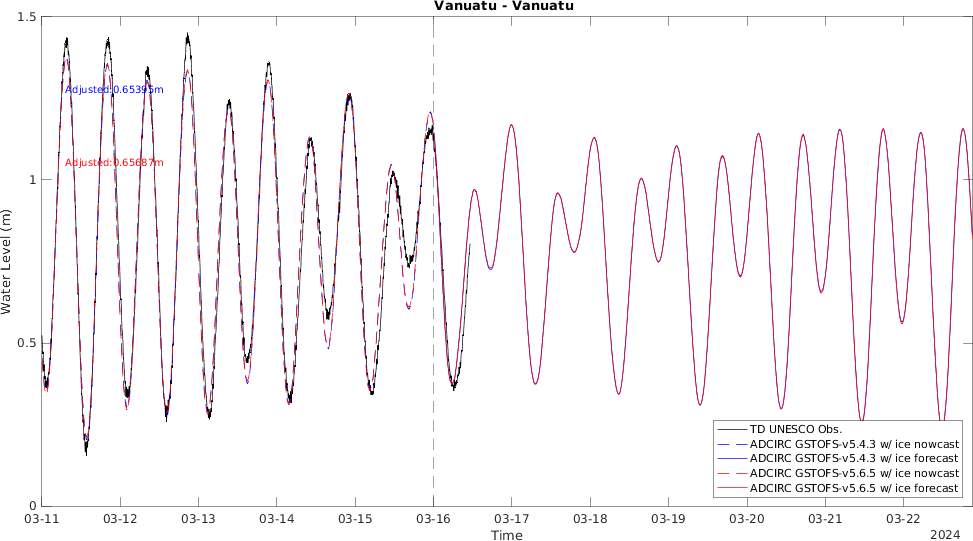 Vanuatu - Vanuatu
1.5
Adjusted:0.65395m
Adjusted:0.65687m
1
0.5
0
Water Level (m)
TD UNESCO Obs.
ADCIRC GSTOFS-v5.4.3 w/ ice nowcast
ADCIRC GSTOFS-v5.4.3 w/ ice forecast
ADCIRC GSTOFS-v5.6.5 w/ ice nowcast
ADCIRC GSTOFS-v5.6.5 w/ ice forecast
03-11 03-12 03-13 03-14 03-15 03-16 03-17 03-18 03-19 03-20 03-21 03-22
Time
2024